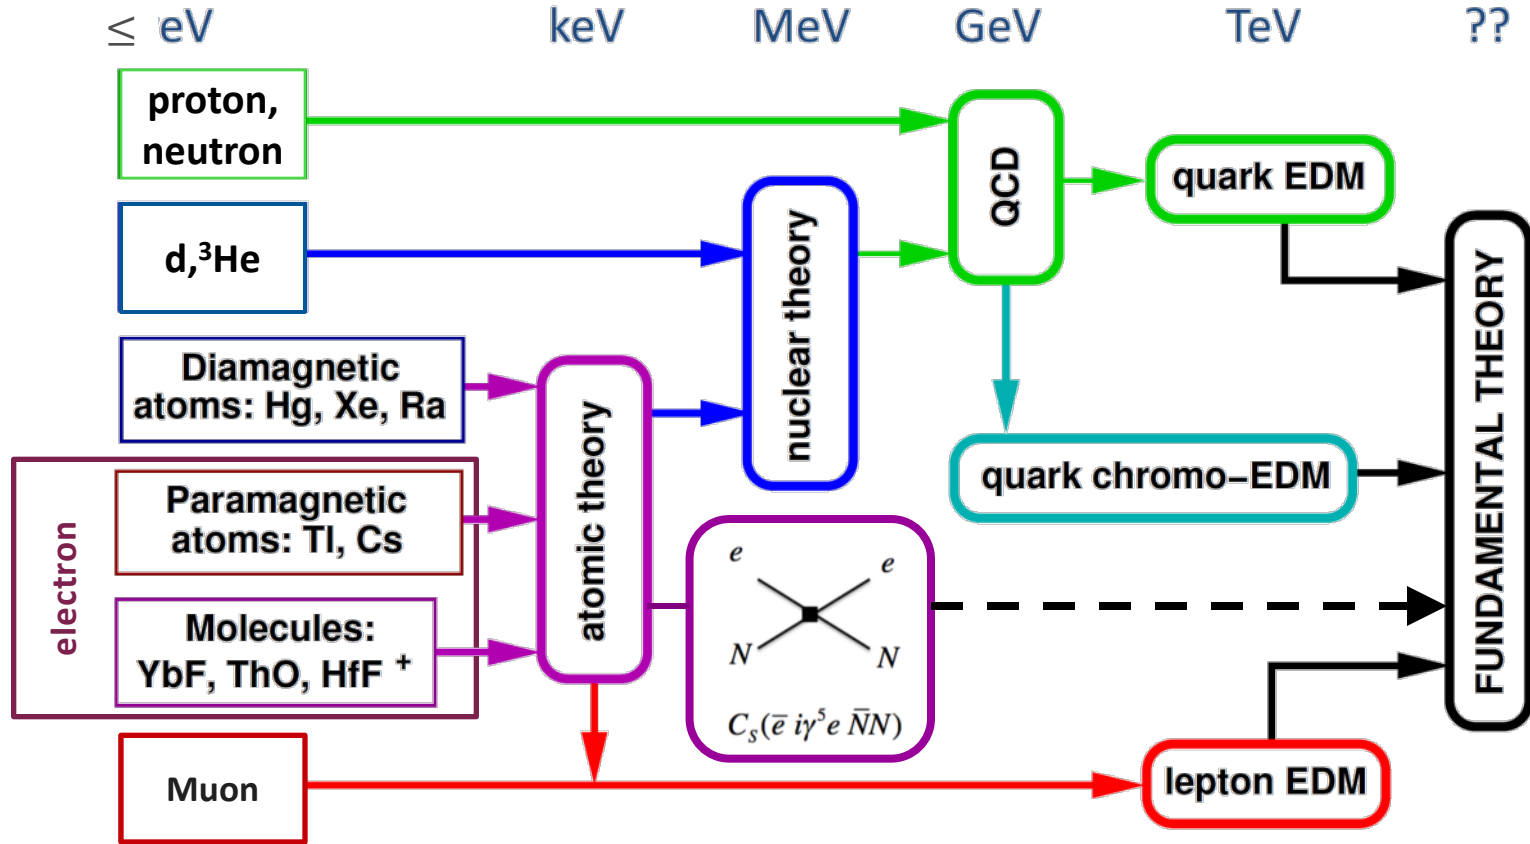 ≤ eV keV MeV GeV TeV ??
proton,
neutron
QCD
quark EDM
d,³He
nuclear theory
FUNDAMENTAL THEORY
Diamagnetic
atoms: Hg, Xe, Ra
atomic theory
quark chromo–EDM
electron
Paramagnetic
atoms: Tl, Cs
Molecules:
YbF, ThO, HfF ⁺
e e
N N
C_S(ē iγ⁵e N̄N)
Muon
lepton EDM